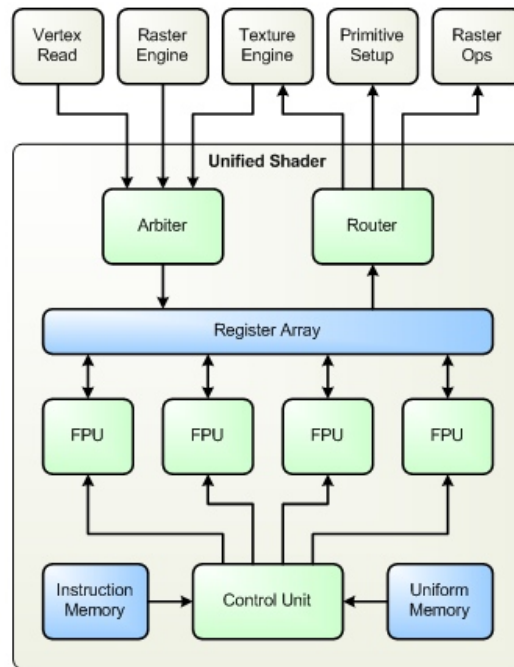 Vertex
Read
Raster
Engine
Texture
Engine
Primitive
Setup
Raster
Ops
Unified Shader
Arbiter
Router
Register Array
FPU
FPU
FPU
FPU
Instruction
Memory
Control Unit
Uniform
Memory